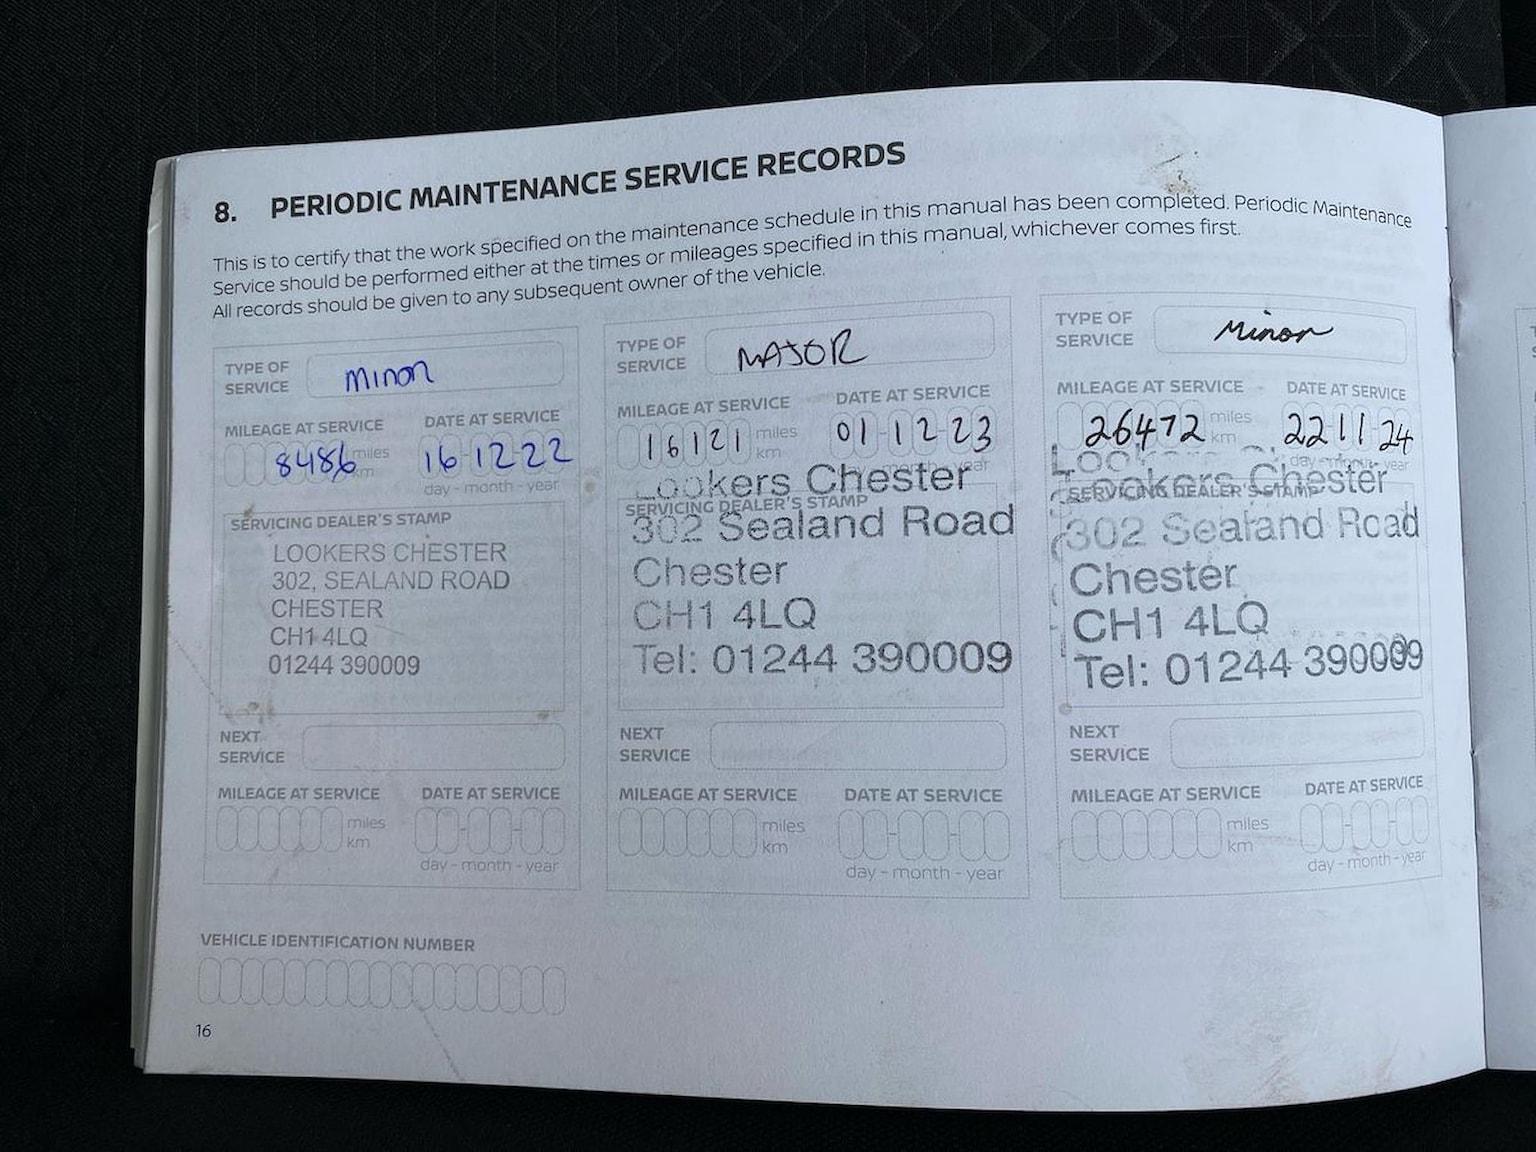 8. PERIODIC MAINTENANCE SERVICE RECORDS
This is to certify that the work specified on the maintenance schedule in this manual has been completed. Periodic Maintenance
Service should be performed either at the times or mileages specified in this manual, whichever comes first.
All records should be given to any subsequent owner of the vehicle.
TYPE OF
SERVICE
Minor
MILEAGE AT SERVICE
DATE AT SERVICE
8486 miles
km
16-12-22
day - month - year
SERVICING DEALER'S STAMP
LOOKERS CHESTER
302, SEALAND ROAD
CHESTER
CH1 4LQ
01244 390009
NEXT
SERVICE
MILEAGE AT SERVICE
DATE AT SERVICE
miles
km
day - month - year
TYPE OF
SERVICE
MAJOR
MILEAGE AT SERVICE
DATE AT SERVICE
16121 miles
km
01-12-23
day - month - year
Lookers Chester
SERVICING DEALER'S STAMP
302 Sealand Road
Chester
CH1 4LQ
Tel: 01244 390009
NEXT
SERVICE
MILEAGE AT SERVICE
DATE AT SERVICE
miles
km
day - month - year
TYPE OF
SERVICE
Minor
MILEAGE AT SERVICE
DATE AT SERVICE
26472 miles
km
22 11-24
day - month - year
Lookers Chester
SERVICING DEALER'S STAMP
302 Sealand Road
Chester
CH1 4LQ
Tel: 01244 390009
NEXT
SERVICE
MILEAGE AT SERVICE
DATE AT SERVICE
miles
km
day - month - year
VEHICLE IDENTIFICATION NUMBER
16